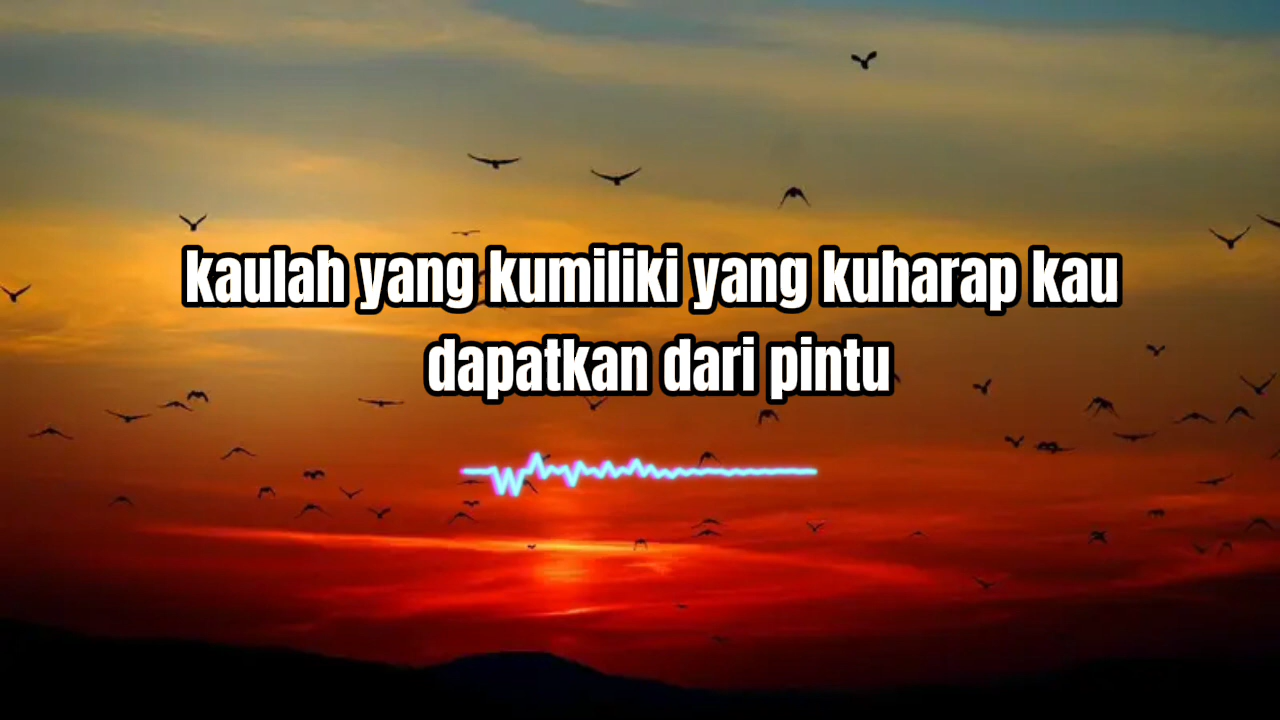 kaulah yang kumiliki yang kuharap kau
dapatkan dari pintu